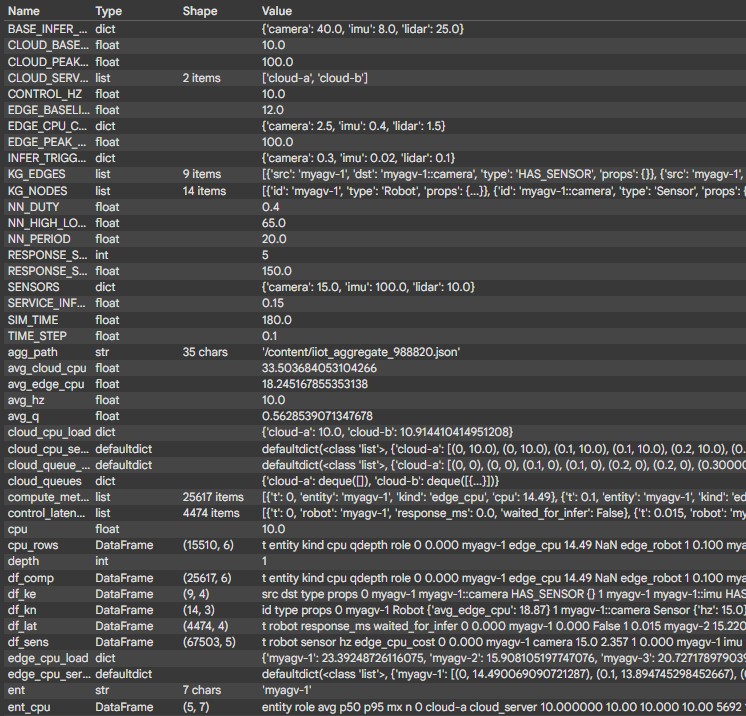 Name Type Shape Value
BASE_INFER_... dict {'camera': 40.0, 'imu': 8.0, 'lidar': 25.0}
CLOUD_BASE... float 10.0
CLOUD_PEAK... float 100.0
CLOUD_SERV... list 2 items ['cloud-a', 'cloud-b']
CONTROL_HZ float 10.0
EDGE_BASELI... float 12.0
EDGE_CPU_C... dict {'camera': 2.5, 'imu': 0.4, 'lidar': 1.5}
EDGE_PEAK_... float 100.0
INFER_TRIGG... dict {'camera': 0.3, 'imu': 0.02, 'lidar': 0.1}
KG_EDGES list 9 items [{'src': 'myagv-1', 'dst': 'myagv-1::camera', 'type': 'HAS_SENSOR', 'props': {}}, {'src': 'myagv-1',
KG_NODES list 14 items [{'id': 'myagv-1', 'type': 'Robot', 'props': {...}}, {'id': 'myagv-1::camera', 'type': 'Sensor', 'props': {
NN_DUTY float 0.4
NN_HIGH_LO... float 65.0
NN_PERIOD float 20.0
RESPONSE_S... int 5
RESPONSE_S... float 150.0
SENSORS dict {'camera': 15.0, 'imu': 100.0, 'lidar': 10.0}
SERVICE_INF... float 0.15
SIM_TIME float 180.0
TIME_STEP float 0.1
agg_path str 35 chars '/content/iiot_aggregate_988820.json'
avg_cloud_cpu float 33.503684053104266
avg_edge_cpu float 18.245167855353138
avg_hz float 10.0
avg_q float 0.5628539071347678
cloud_cpu_load dict {'cloud-a': 10.0, 'cloud-b': 10.914410414951208}
cloud_cpu_se... defaultdict defaultdict(<class 'list'>, {'cloud-a': [(0, 10.0), (0, 10.0), (0.1, 10.0), (0.1, 10.0), (0.2, 10.0), (0.
cloud_queue_... defaultdict defaultdict(<class 'list'>, {'cloud-a': [(0, 0), (0, 0), (0.1, 0), (0.1, 0), (0.2, 0), (0.2, 0), (0.30000
cloud_queues dict {'cloud-a': deque([]), 'cloud-b': deque([{...}])}
compute_met... list 25617 items [{'t': 0, 'entity': 'myagv-1', 'kind': 'edge_cpu', 'cpu': 14.49}, {'t': 0.1, 'entity': 'myagv-1', 'kind': 'ed
control_laten... list 4474 items [{'t': 0, 'robot': 'myagv-1', 'response_ms': 0.0, 'waited_for_infer': False}, {'t': 0.015, 'robot': 'my
cpu float 10.0
cpu_rows DataFrame (15510, 6) t entity kind cpu qdepth role 0 0.000 myagv-1 edge_cpu 14.49 NaN edge_robot 1 0.100 mya
depth int 1
df_comp DataFrame (25617, 6) t entity kind cpu qdepth role 0 0.000 myagv-1 edge_cpu 14.49 NaN edge_robot 1 0.100 mya
df_ke DataFrame (9, 4) src dst type props 0 myagv-1 myagv-1::camera HAS_SENSOR {} 1 myagv-1 myagv-1::imu HAS
df_kn DataFrame (14, 3) id type props 0 myagv-1 Robot {'avg_edge_cpu': 18.87} 1 myagv-1::camera Sensor {'hz': 15.0}
df_lat DataFrame (4474, 4) t robot response_ms waited_for_infer 0 0.000 myagv-1 0.000 False 1 0.015 myagv-2 15.220
df_sens DataFrame (67503, 5) t robot sensor hz edge_cpu_cost 0 0.000 myagv-1 camera 15.0 2.357 1 0.000 myagv-1 imu
edge_cpu_load dict {'myagv-1': 23.39248726116075, 'myagv-2': 15.908105197747076, 'myagv-3': 20.7271789790­39
edge_cpu_ser... defaultdict defaultdict(<class 'list'>, {'myagv-1': [(0, 14.490069090721287), (0.1, 13.894745298452667), (0
ent str 7 chars 'myagv-1'
ent_cpu DataFrame (5, 7) entity role avg p50 p95 mx n 0 cloud-a cloud_server 10.000000 10.00 10.00 10.000 10.00 5692